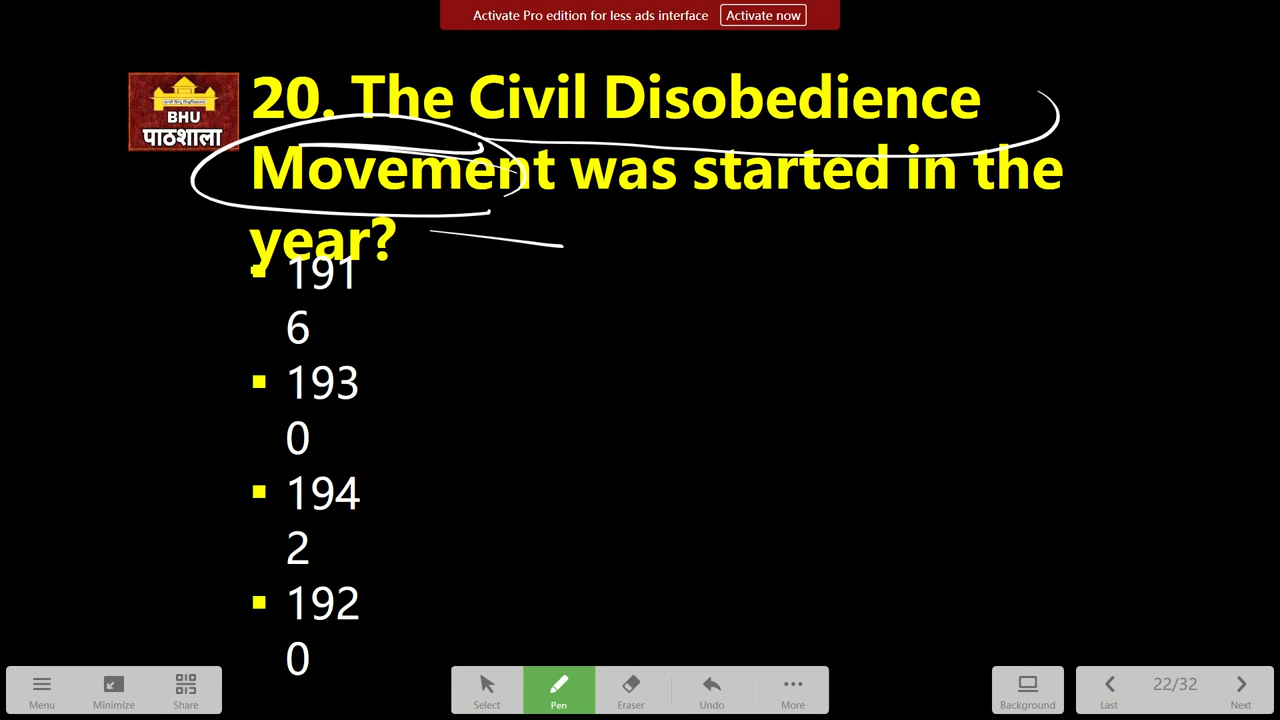 Activate Pro edition for less ads interface Activate now
20. The Civil Disobedience
BHU
पाठशाला
Movement was started in the
year?
191
6
193
0
194
2
192
0
22/32
Menu Minimize Share Select Pen Eraser Undo More Background Last Next